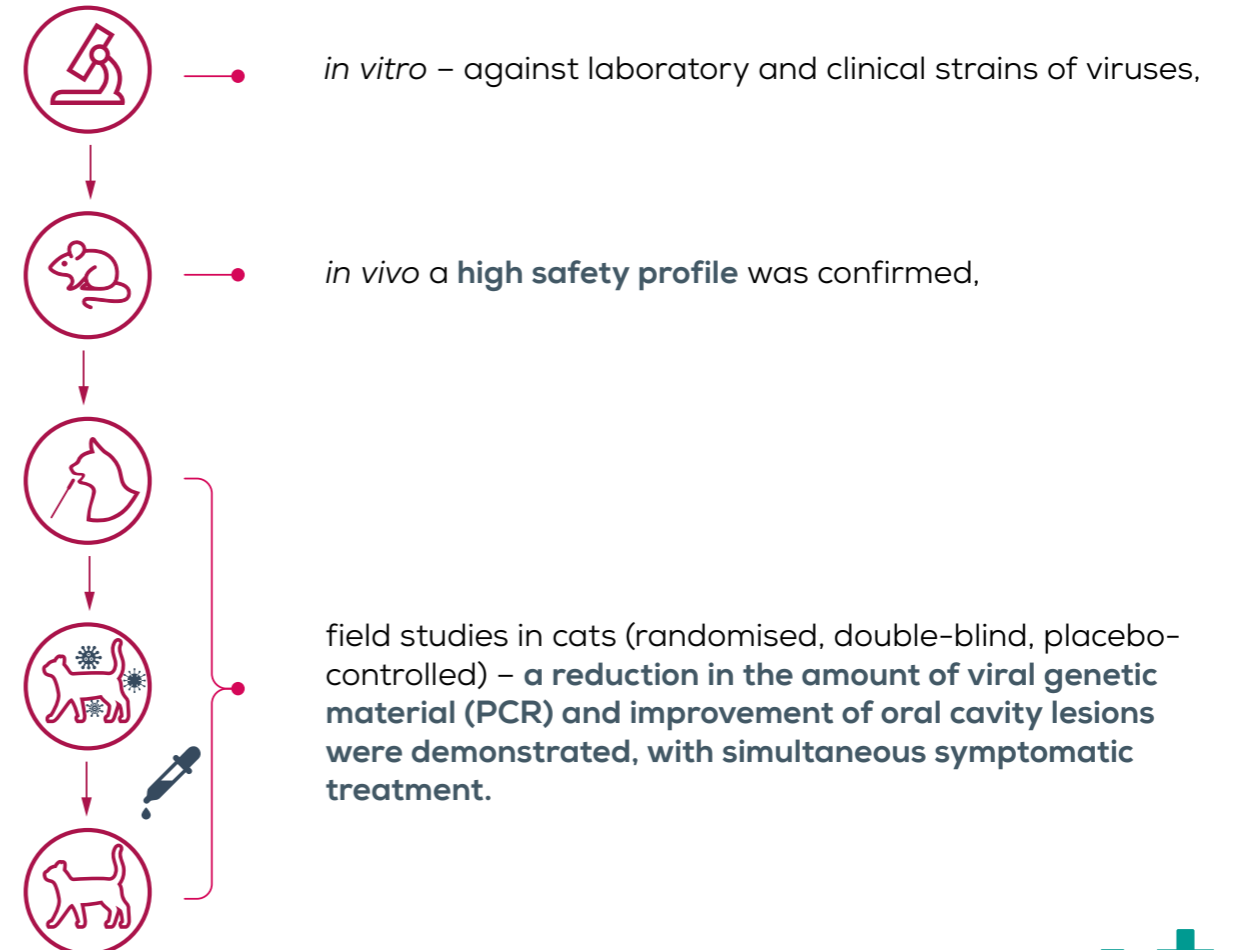 in vitro – against laboratory and clinical strains of viruses,
in vivo a high safety profile was confirmed,
field studies in cats (randomised, double-blind, placebo-
controlled) – a reduction in the amount of viral genetic
material (PCR) and improvement of oral cavity lesions
were demonstrated, with simultaneous symptomatic
treatment.